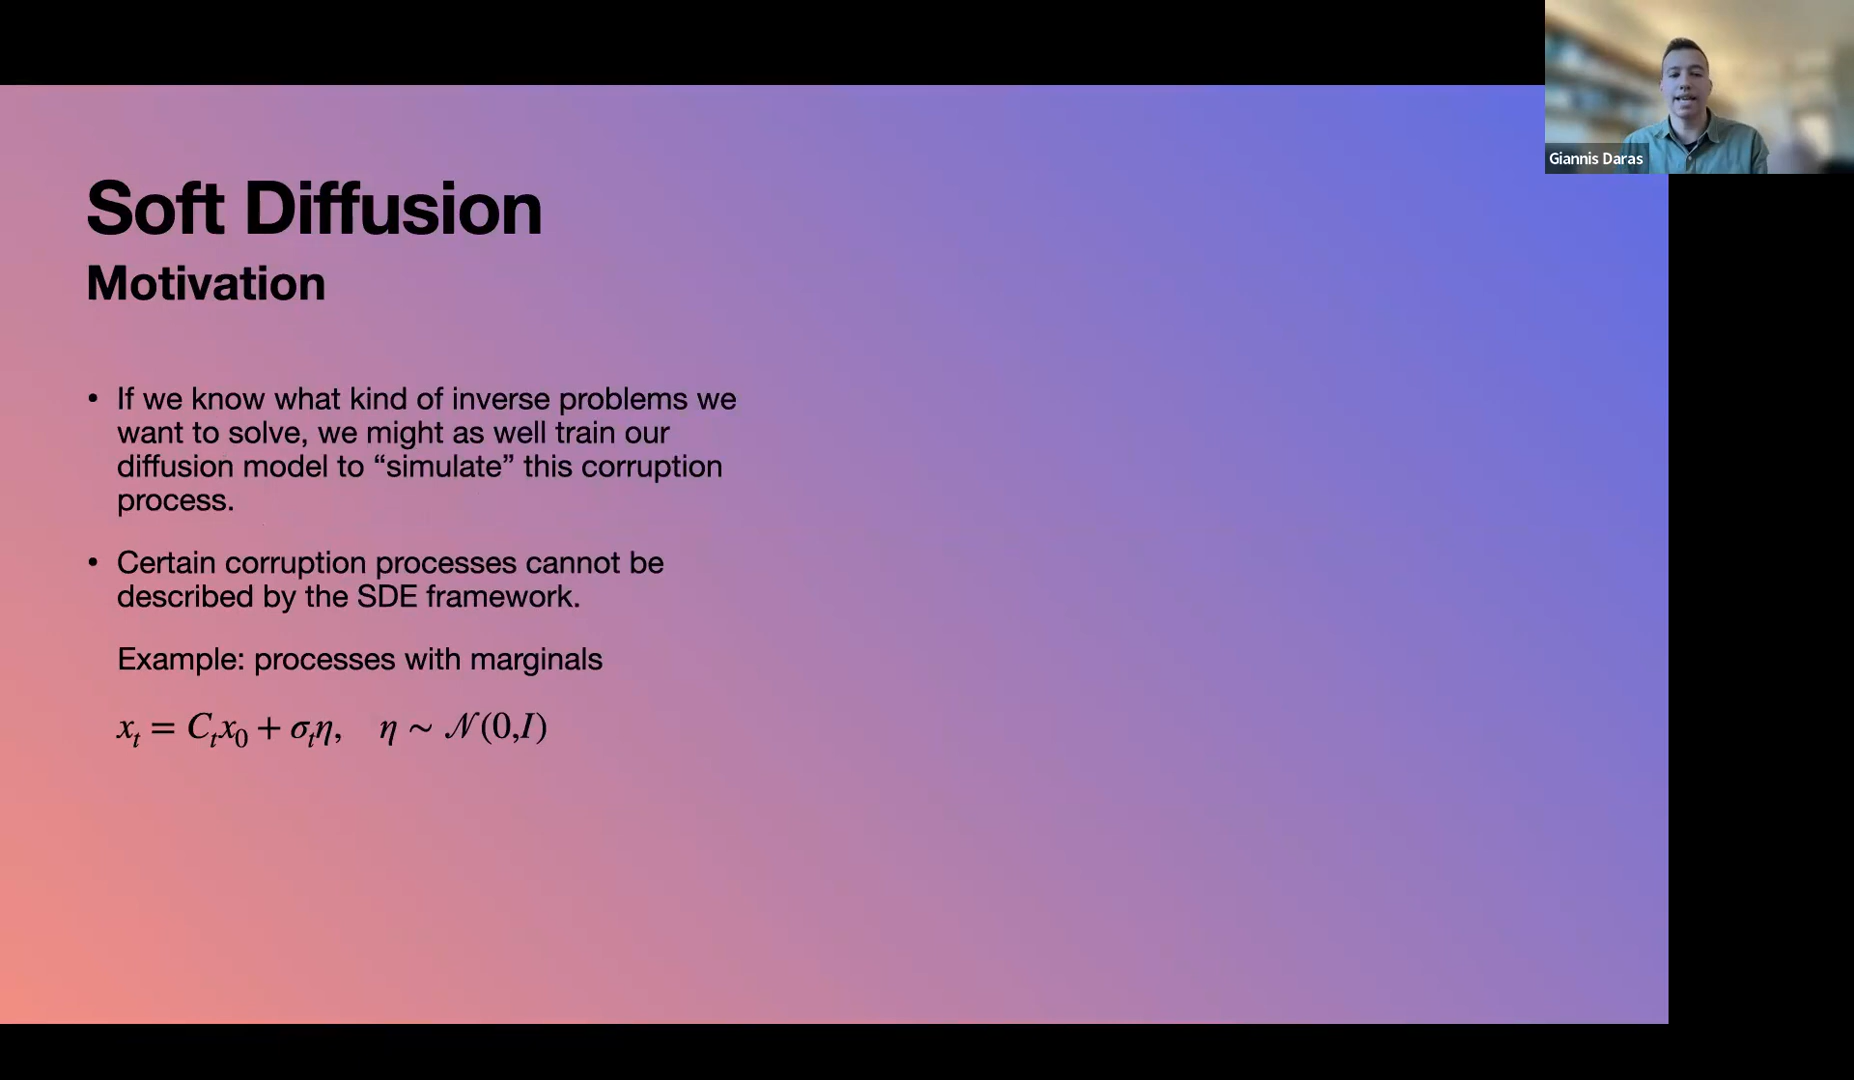 Giannis Daras
Soft Diffusion
Motivation
• If we know what kind of inverse problems we
want to solve, we might as well train our
diffusion model to “simulate” this corruption
process.
• Certain corruption processes cannot be
described by the SDE framework.
Example: processes with marginals
x_t = C_t x_0 + σ_t η, η ~ 𝒩(0,I)